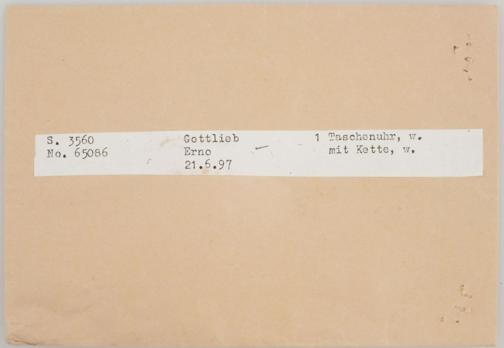 S. 3560 Gottlieb 1 Taschenuhr, w.
No. 65086 Erno mit Kette, w.
21.6.97